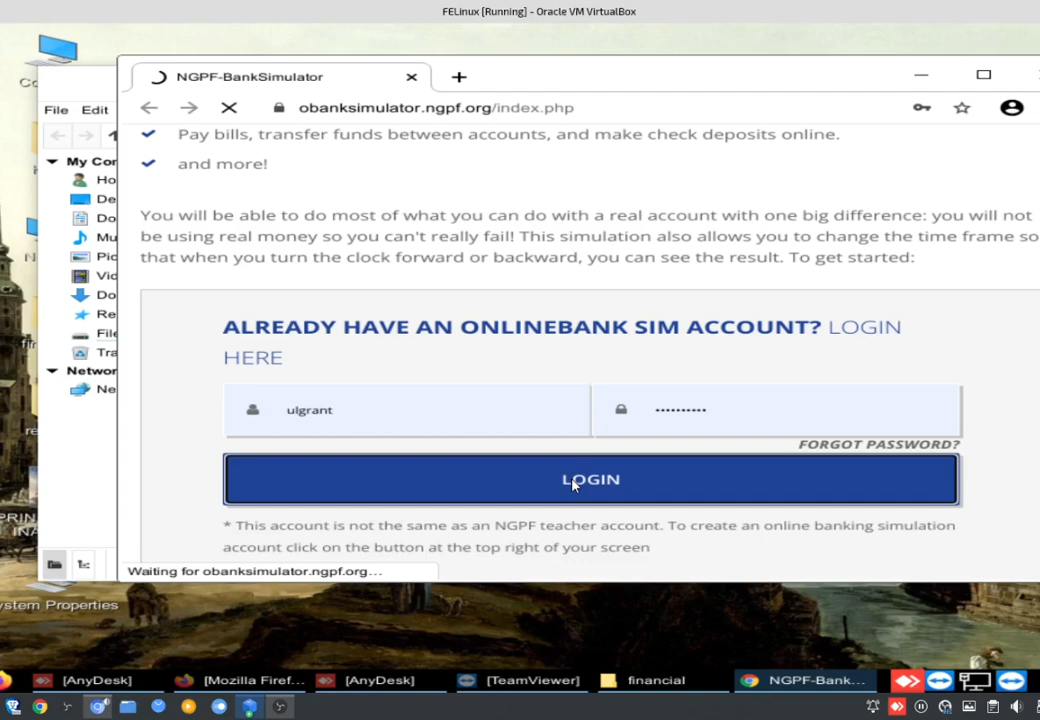 FELinux [Running] - Oracle VM VirtualBox
NGPF-BankSimulator
obanksimulator.ngpf.org/index.php
File Edit
My Cor
Ho
De
Do
Mu
Pic
Vid
Do
Re
File
Tra
Networ
Ne
Pay bills, transfer funds between accounts, and make check deposits online.
and more!
You will be able to do most of what you can do with a real account with one big difference: you will not
be using real money so you can't really fail! This simulation also allows you to change the time frame so
that when you turn the clock forward or backward, you can see the result. To get started:
ALREADY HAVE AN ONLINEBANK SIM ACCOUNT? LOGIN
HERE
ulgrant
••••••••••
FORGOT PASSWORD?
LOGIN
* This account is not the same as an NGPF teacher account. To create an online banking simulation
account click on the button at the top right of your screen
Waiting for obanksimulator.ngpf.org...
ystem Properties
[AnyDesk] [Mozilla Firef... [AnyDesk] [TeamViewer] financial NGPF-Bank...